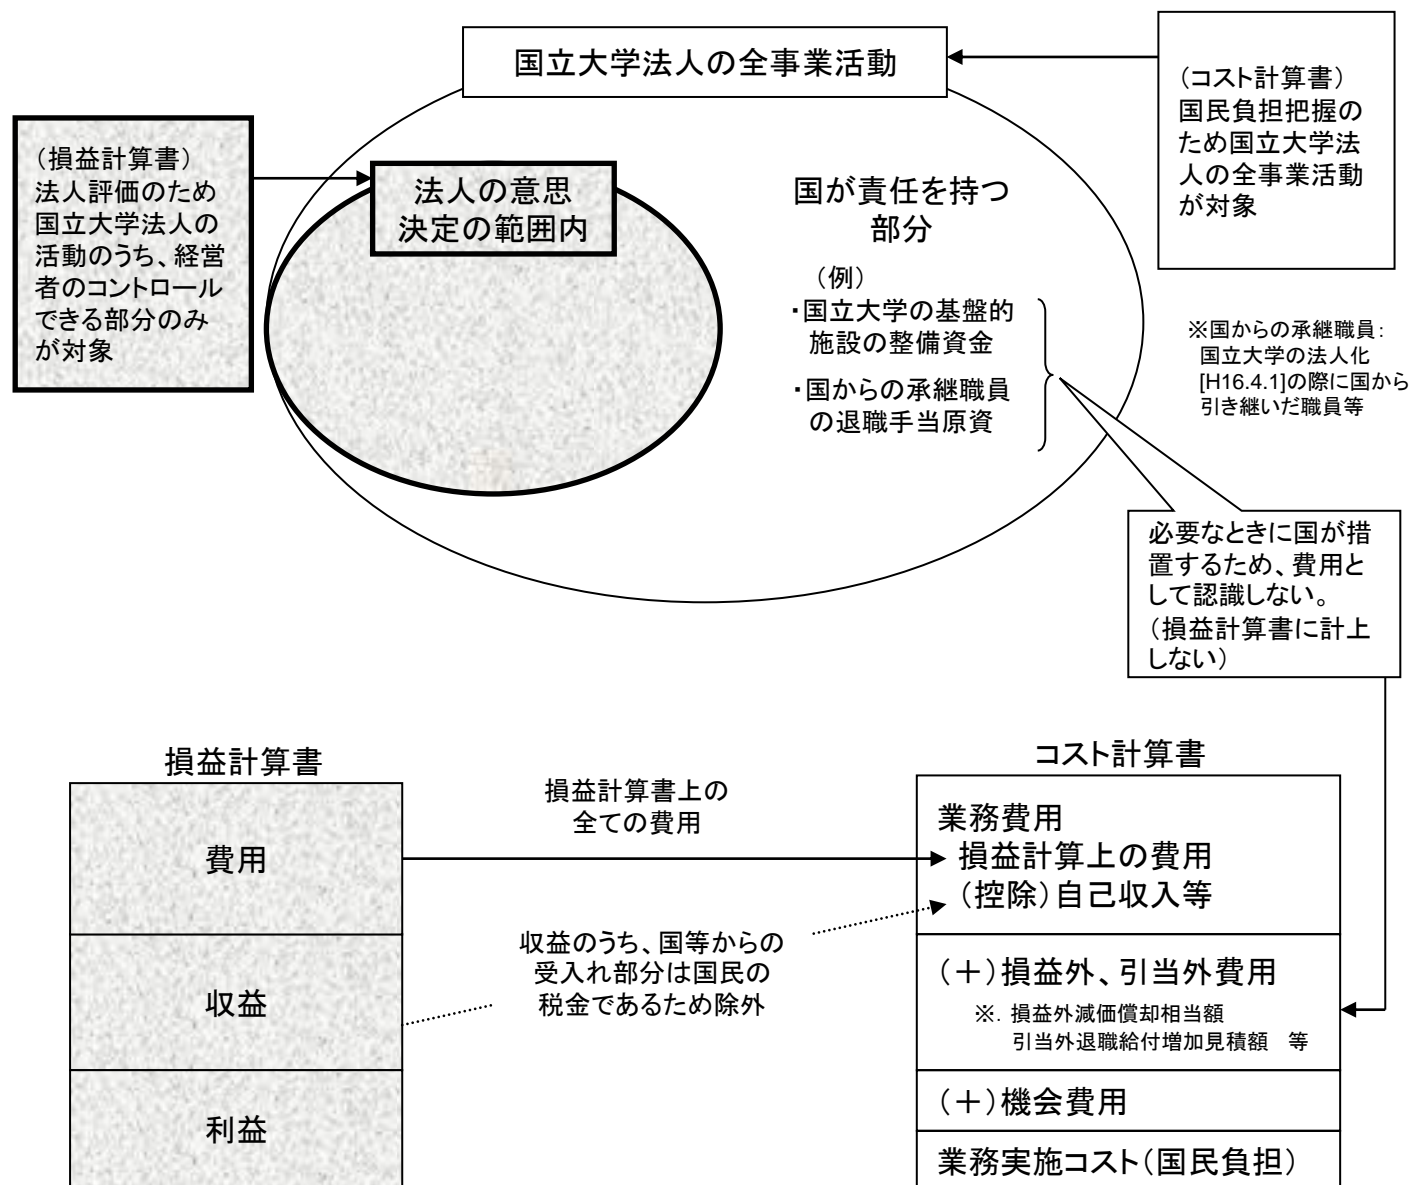 国立大学法人の全事業活動
（コスト計算書）
国民負担把握の
ため国立大学法
人の全事業活動
が対象
（損益計算書）
法人評価のため
国立大学法人の
活動のうち、経営
者のコントロール
できる部分のみ
が対象
法人の意思
決定の範囲内
国が責任を持つ
部分
（例）
・国立大学の基盤的
施設の整備資金
・国からの承継職員
の退職手当原資
※国からの承継職員：
国立大学の法人化
[H16.4.1]の際に国から
引き継いだ職員等
必要なときに国が措
置するため、費用と
して認識しない。
（損益計算書に計上
しない）
損益計算書
費用
収益
利益
損益計算書上の
全ての費用
収益のうち、国等からの
受入れ部分は国民の
税金であるため除外
コスト計算書
業務費用
損益計算上の費用
（控除）自己収入等
（＋）損益外、引当外費用
※．損益外減価償却相当額
引当外退職給付増加見積額　等
（＋）機会費用
業務実施コスト（国民負担）